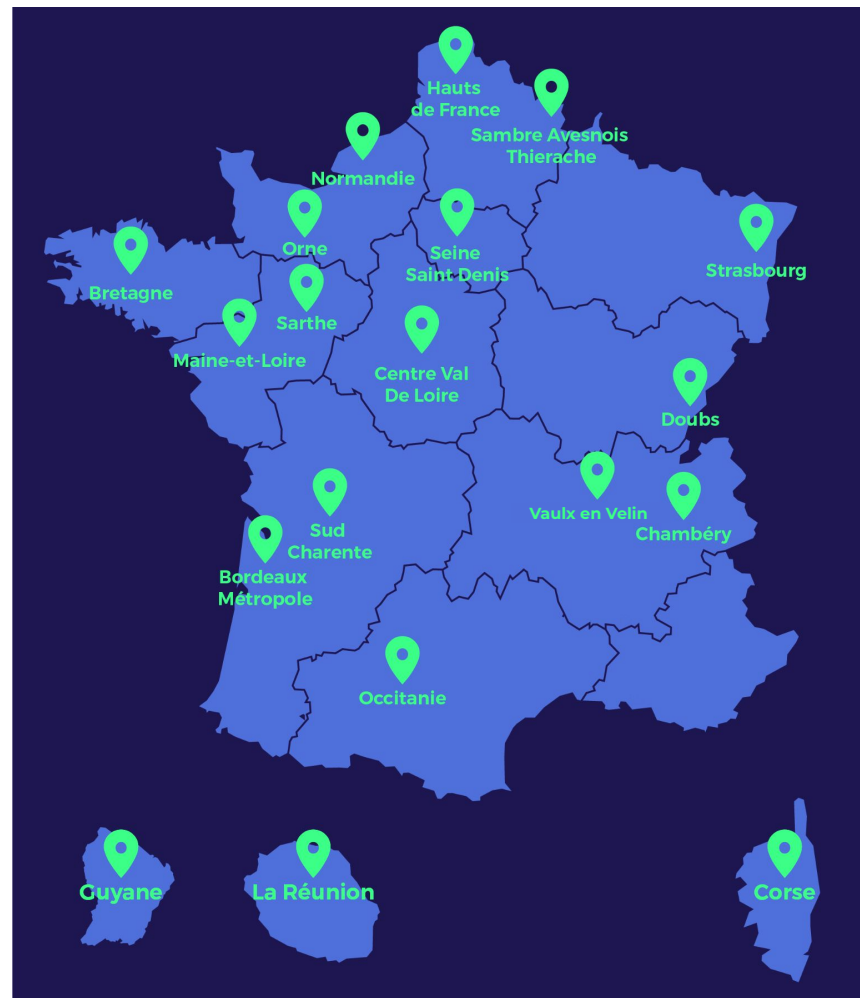 Hauts
de France
Sambre Avesnois
Thierache
Normandie
Orne
Seine
Saint Denis
Strasbourg
Bretagne
Sarthe
Maine-et-Loire
Centre Val
De Loire
Doubs
Vaulx en Velin
Chambéry
Sud
Charente
Bordeaux
Métropole
Occitanie
Guyane
La Réunion
Corse